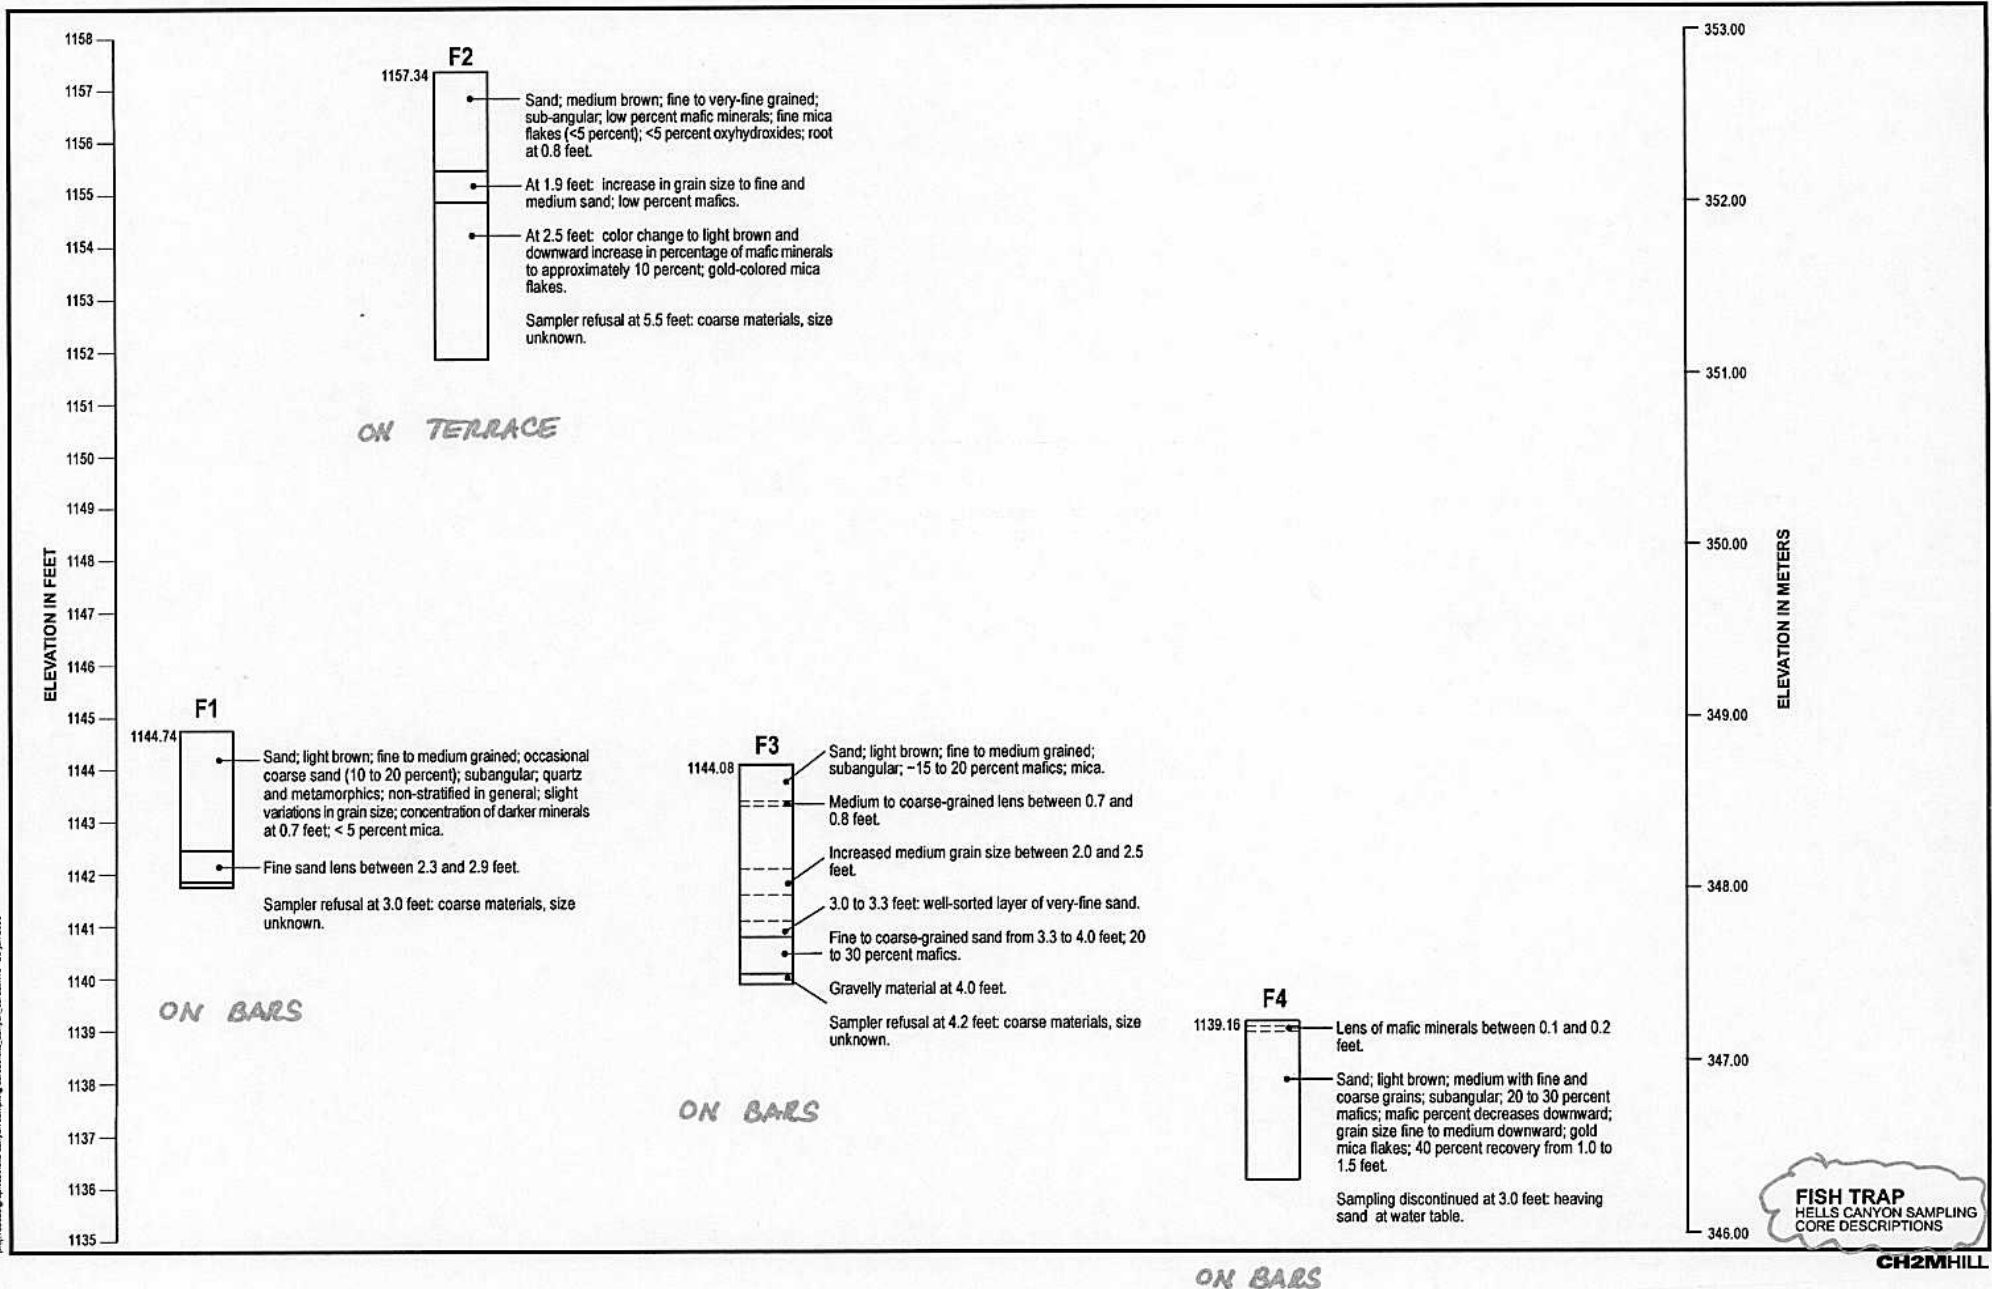 1158
1157
1156
1155
1154
1153
1152
1151
1150
1149
1148
1147
1146
1145
1144
1143
1142
1141
1140
1139
1138
1137
1136
1135
ELEVATION IN FEET
F2
1157.34
Sand; medium brown; fine to very-fine grained;
sub-angular; low percent mafic minerals; fine mica
flakes (<5 percent); <5 percent oxyhydroxides; root
at 0.8 feet.
At 1.9 feet: increase in grain size to fine and
medium sand; low percent mafics.
At 2.5 feet: color change to light brown and
downward increase in percentage of mafic minerals
to approximately 10 percent; gold-colored mica
flakes.
Sampler refusal at 5.5 feet: coarse materials, size
unknown.
ON TERRACE
F1
1144.74
Sand; light brown; fine to medium grained; occasional
coarse sand (10 to 20 percent); subangular; quartz
and metamorphics; non-stratified in general; slight
variations in grain size; concentration of darker minerals
at 0.7 feet; < 5 percent mica.
Fine sand lens between 2.3 and 2.9 feet.
Sampler refusal at 3.0 feet: coarse materials, size
unknown.
ON BARS
F3
1144.08
Sand; light brown; fine to medium grained;
subangular; ~15 to 20 percent mafics; mica.
Medium to coarse-grained lens between 0.7 and
0.8 feet.
Increased medium grain size between 2.0 and 2.5
feet.
3.0 to 3.3 feet: well-sorted layer of very-fine sand.
Fine to coarse-grained sand from 3.3 to 4.0 feet; 20
to 30 percent mafics.
Gravelly material at 4.0 feet.
Sampler refusal at 4.2 feet: coarse materials, size
unknown.
ON BARS
F4
1139.16
Lens of mafic minerals between 0.1 and 0.2
feet.
Sand; light brown; medium with fine and
coarse grains; subangular; 20 to 30 percent
mafics; mafic percent decreases downward;
grain size fine to medium downward; gold
mica flakes; 40 percent recovery from 1.0 to
1.5 feet.
Sampling discontinued at 3.0 feet: heaving
sand at water table.
ON BARS
353.00
352.00
351.00
350.00
349.00
348.00
347.00
346.00
ELEVATION IN METERS
FISH TRAP
HELLS CANYON SAMPLING
CORE DESCRIPTIONS
CH2MHILL